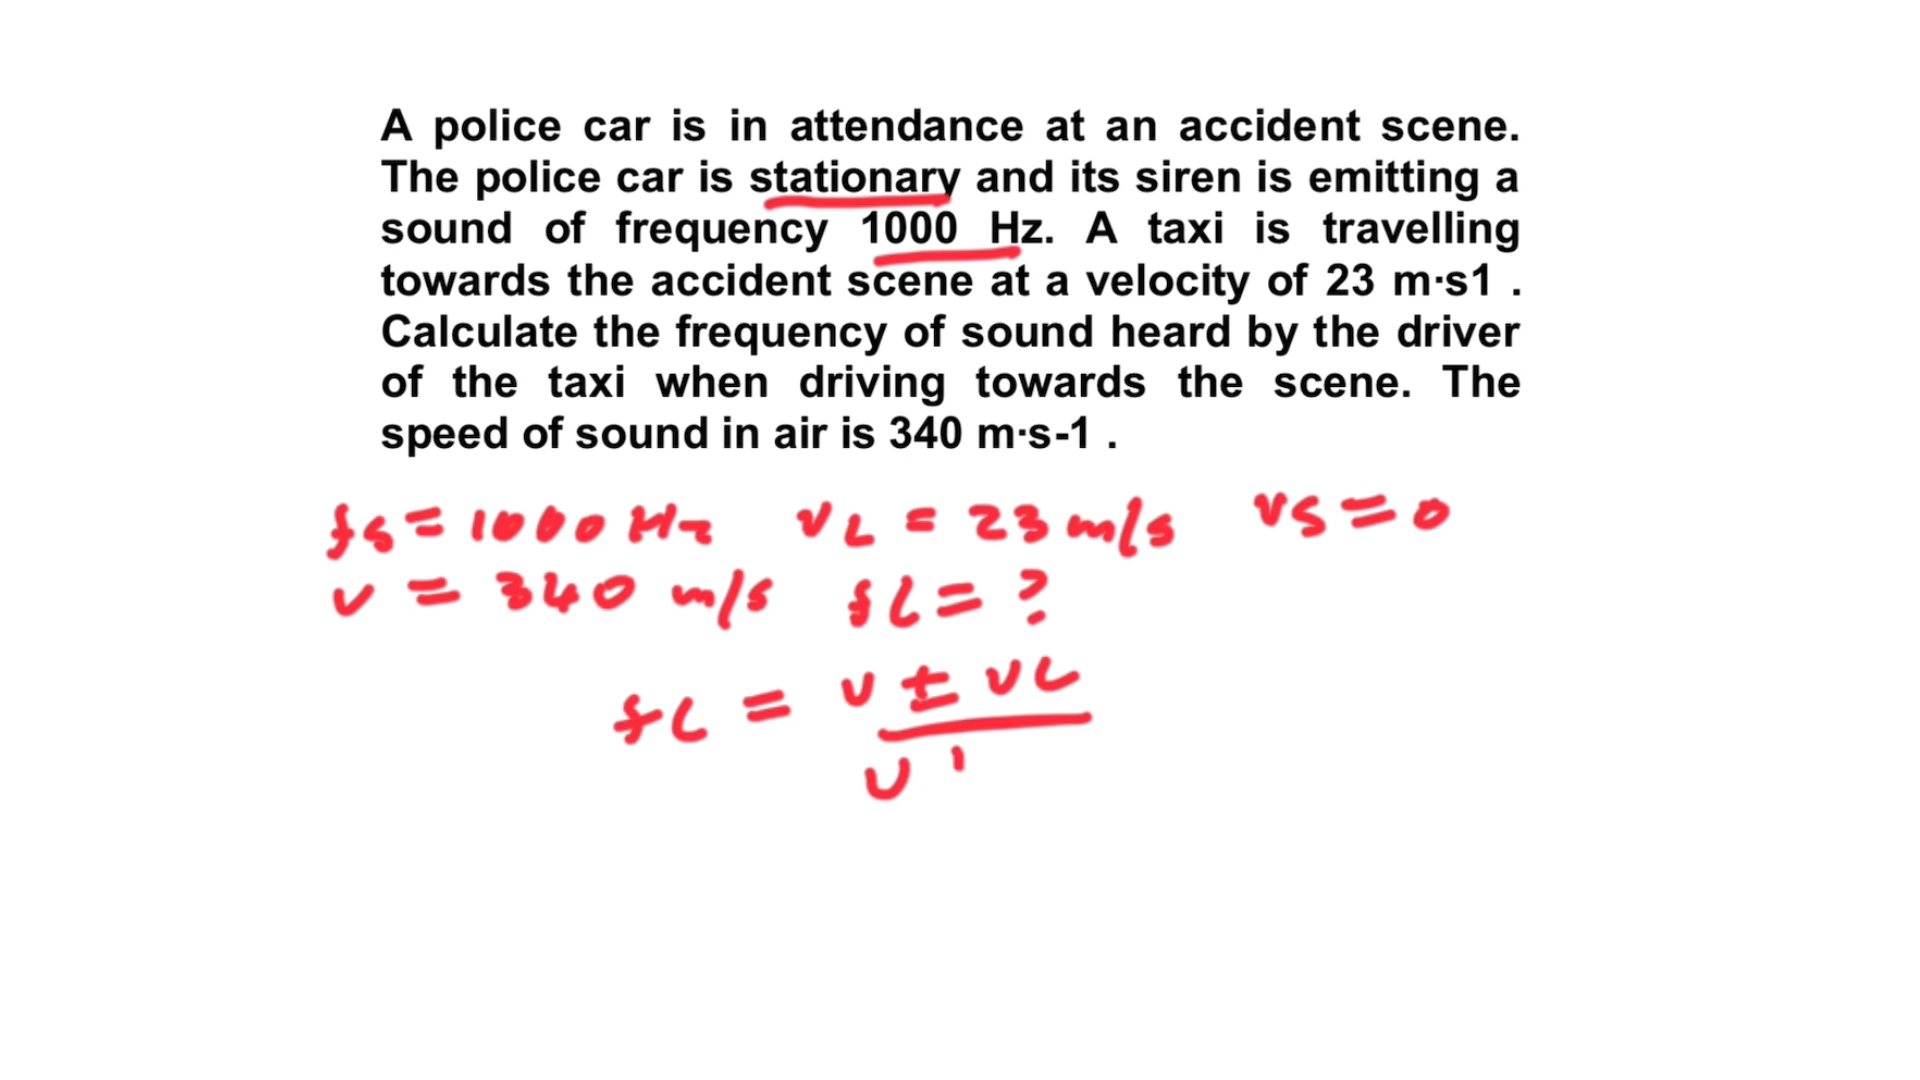 A police car is in attendance at an accident scene.
The police car is stationary and its siren is emitting a
sound of frequency 1000 Hz. A taxi is travelling
towards the accident scene at a velocity of 23 m·s1 .
Calculate the frequency of sound heard by the driver
of the taxi when driving towards the scene. The
speed of sound in air is 340 m·s-1 .
fs = 1000 Hz vL = 23 m/s vs = 0
v = 340 m/s fL = ?
fL = v ± vL
v